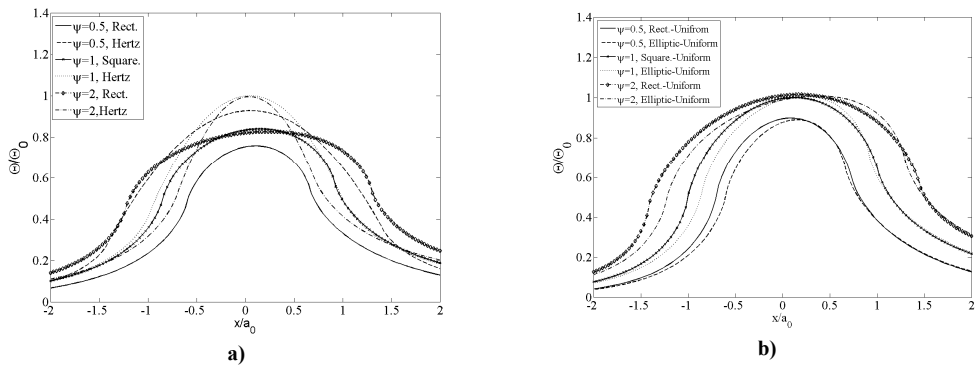 1.4
1.2
1
0.8
0.6
0.4
0.2
0
-2
-1.5
-1
-0.5
0
0.5
1
1.5
2
Θ/Θ0
x/a0
ψ=0.5, Rect.
ψ=0.5, Hertz
ψ=1, Square.
ψ=1, Hertz
ψ=2, Rect.
ψ=2,Hertz
a)
1.4
1.2
1
0.8
0.6
0.4
0.2
0
-2
-1.5
-1
-0.5
0
0.5
1
1.5
2
Θ/Θ0
x/a0
ψ=0.5, Rect.-Unifrom
ψ=0.5, Elliptic-Uniform
ψ=1, Square.-Uniform
ψ=1, Elliptic-Uniform
ψ=2, Rect.-Uniform
ψ=2, Elliptic-Uniform
b)